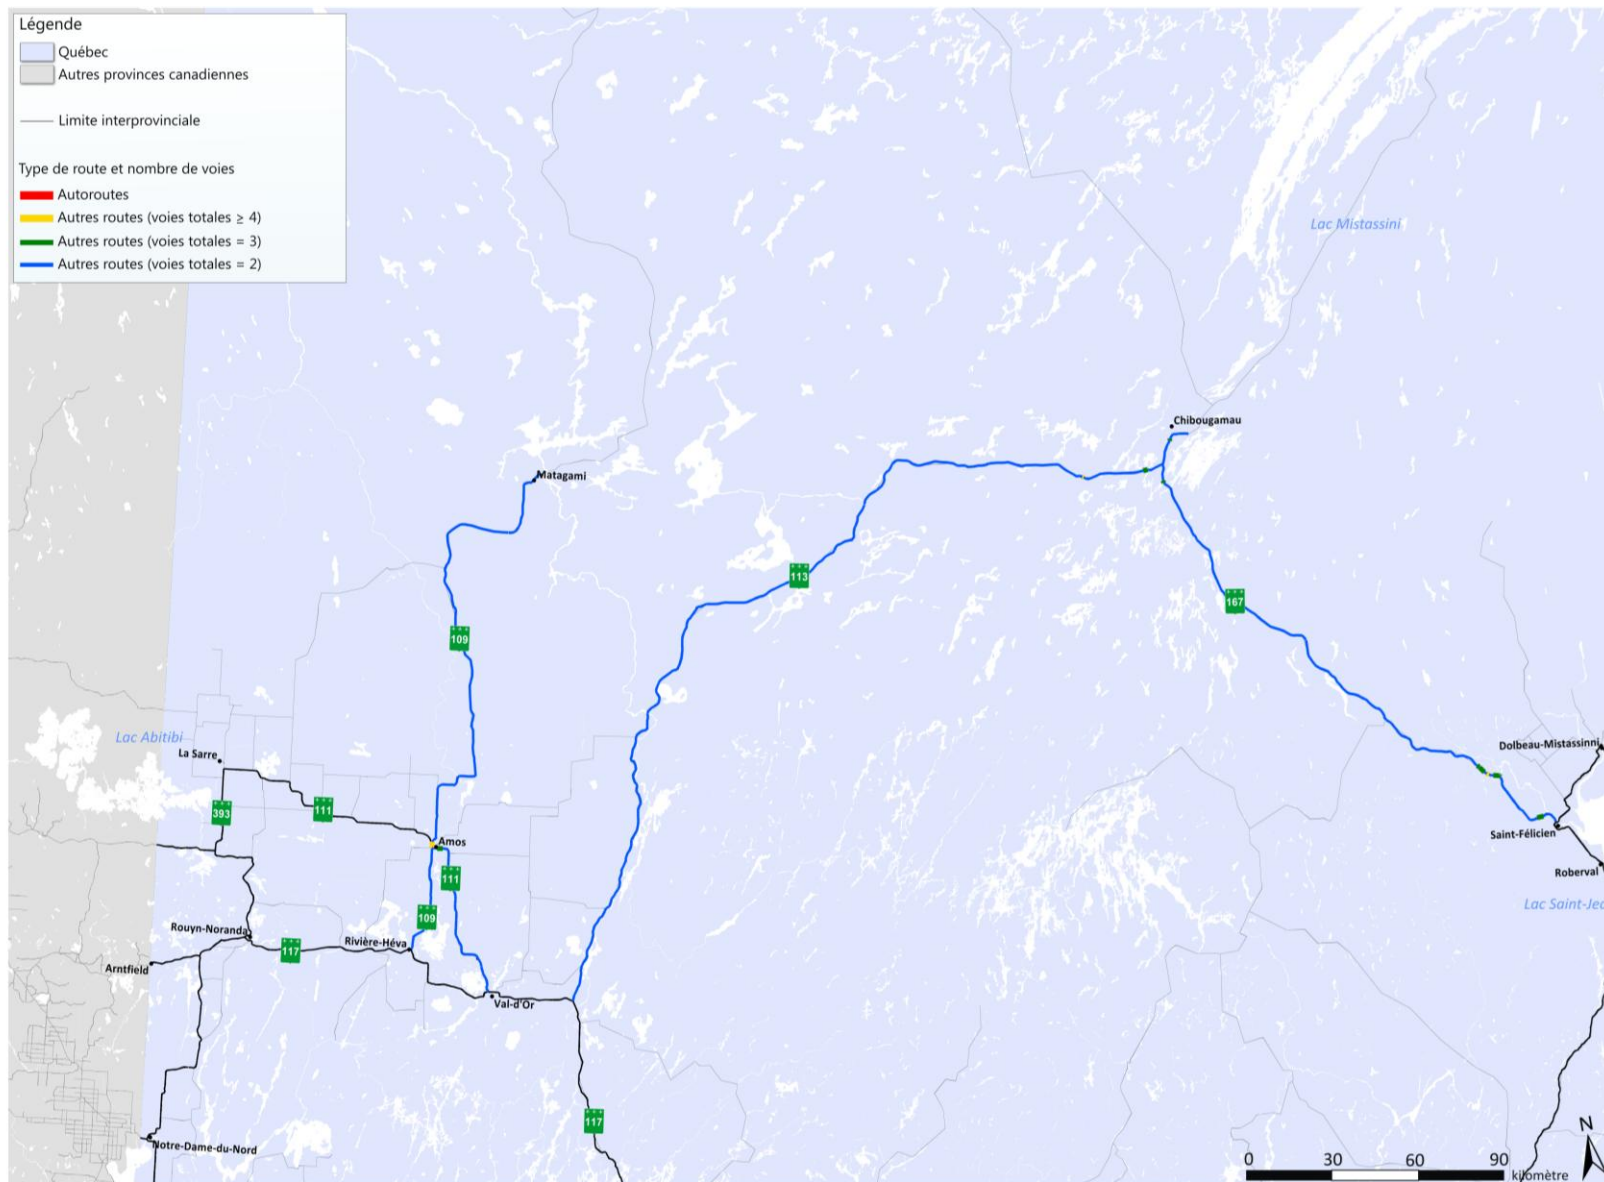 Légende
Québec
Autres provinces canadiennes
Limite interprovinciale
Type de route et nombre de voies
Autoroutes
Autres routes (voies totales ≥ 4)
Autres routes (voies totales = 3)
Autres routes (voies totales = 2)
Lac Mistassini
Chibougamau
Matagami
113
167
109
Lac Abitibi
La Sarre
Dolbeau-Mistassinni
393
111
Amos
Saint-Félicien
111
Roberval
109
Lac Saint-Jea
Rouyn-Noranda
117
Rivière-Héva
Arntfield
Val-d'Or
117
Notre-Dame-du-Nord
N
0 30 60 90
kilomètre